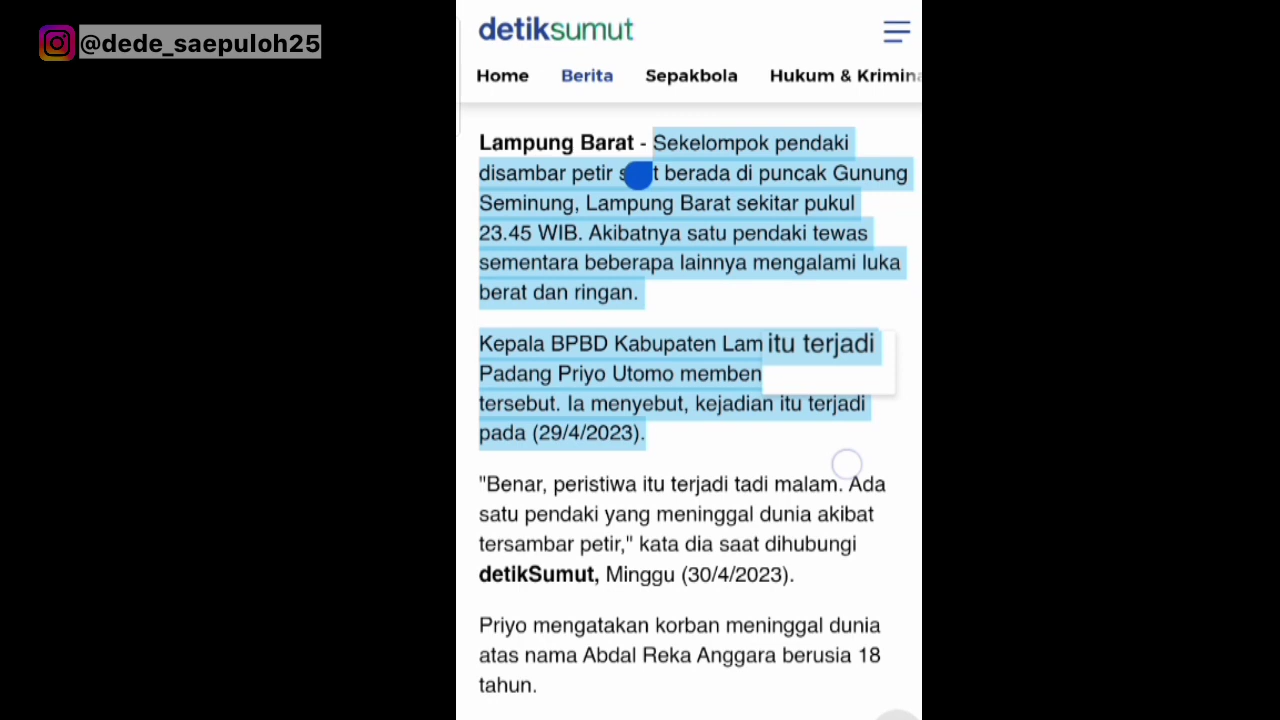 @dede_saepuloh25
detiksumut
Home Berita Sepakbola Hukum & Krimina
Lampung Barat - Sekelompok pendaki
disambar petir s t berada di puncak Gunung
Seminung, Lampung Barat sekitar pukul
23.45 WIB. Akibatnya satu pendaki tewas
sementara beberapa lainnya mengalami luka
berat dan ringan.
Kepala BPBD Kabupaten Lam itu terjadi
Padang Priyo Utomo memben
tersebut. Ia menyebut, kejadian itu terjadi
pada (29/4/2023).
"Benar, peristiwa itu terjadi tadi malam. Ada
satu pendaki yang meninggal dunia akibat
tersambar petir," kata dia saat dihubungi
detikSumut, Minggu (30/4/2023).
Priyo mengatakan korban meninggal dunia
atas nama Abdal Reka Anggara berusia 18
tahun.